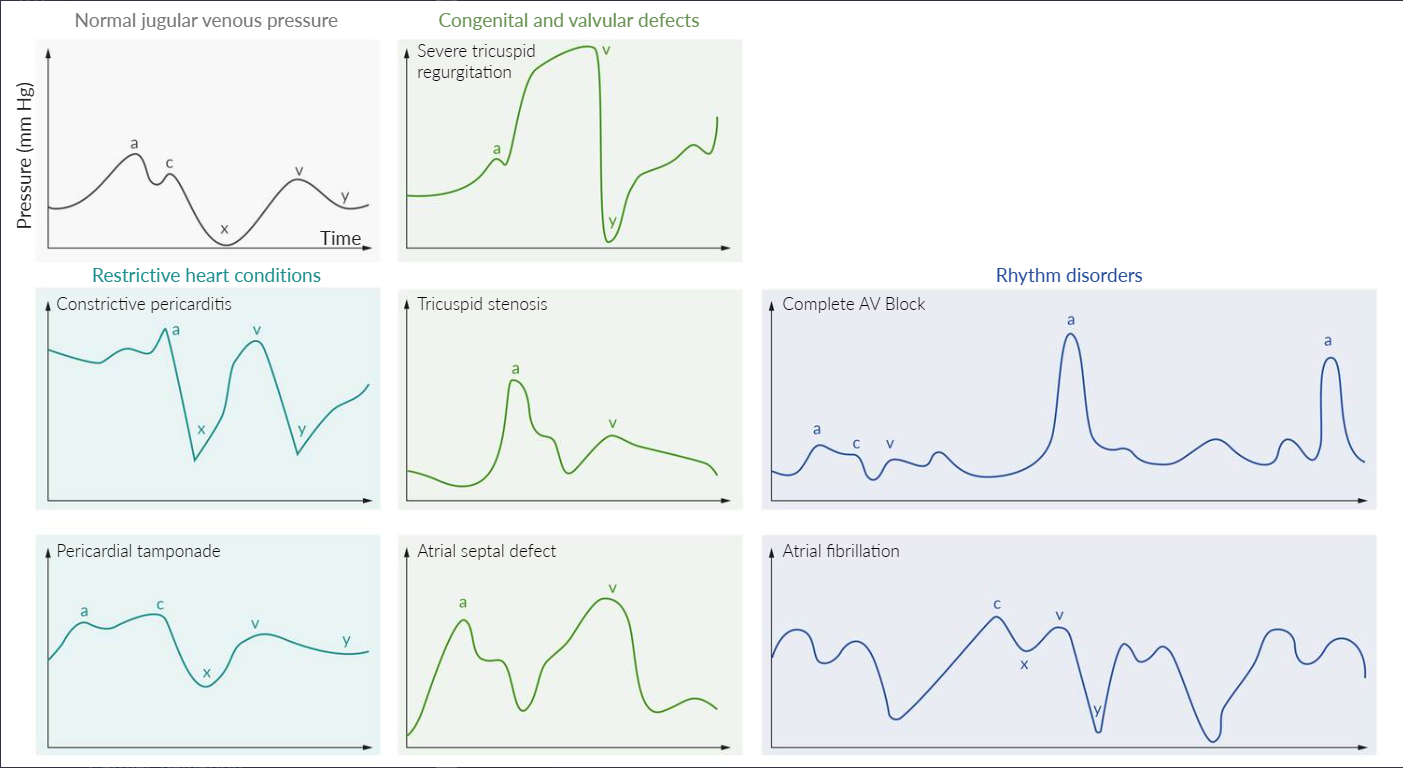 Normal jugular venous pressure
Congenital and valvular defects
Pressure (mm Hg)
a
c
x
v
y
Time
Severe tricuspid
regurgitation
a
v
y
Restrictive heart conditions
Rhythm disorders
Constrictive pericarditis
a
v
x
y
Tricuspid stenosis
a
v
Complete AV Block
a
c
v
a
a
Pericardial tamponade
a
c
x
v
y
Atrial septal defect
a
v
Atrial fibrillation
c
x
v
y